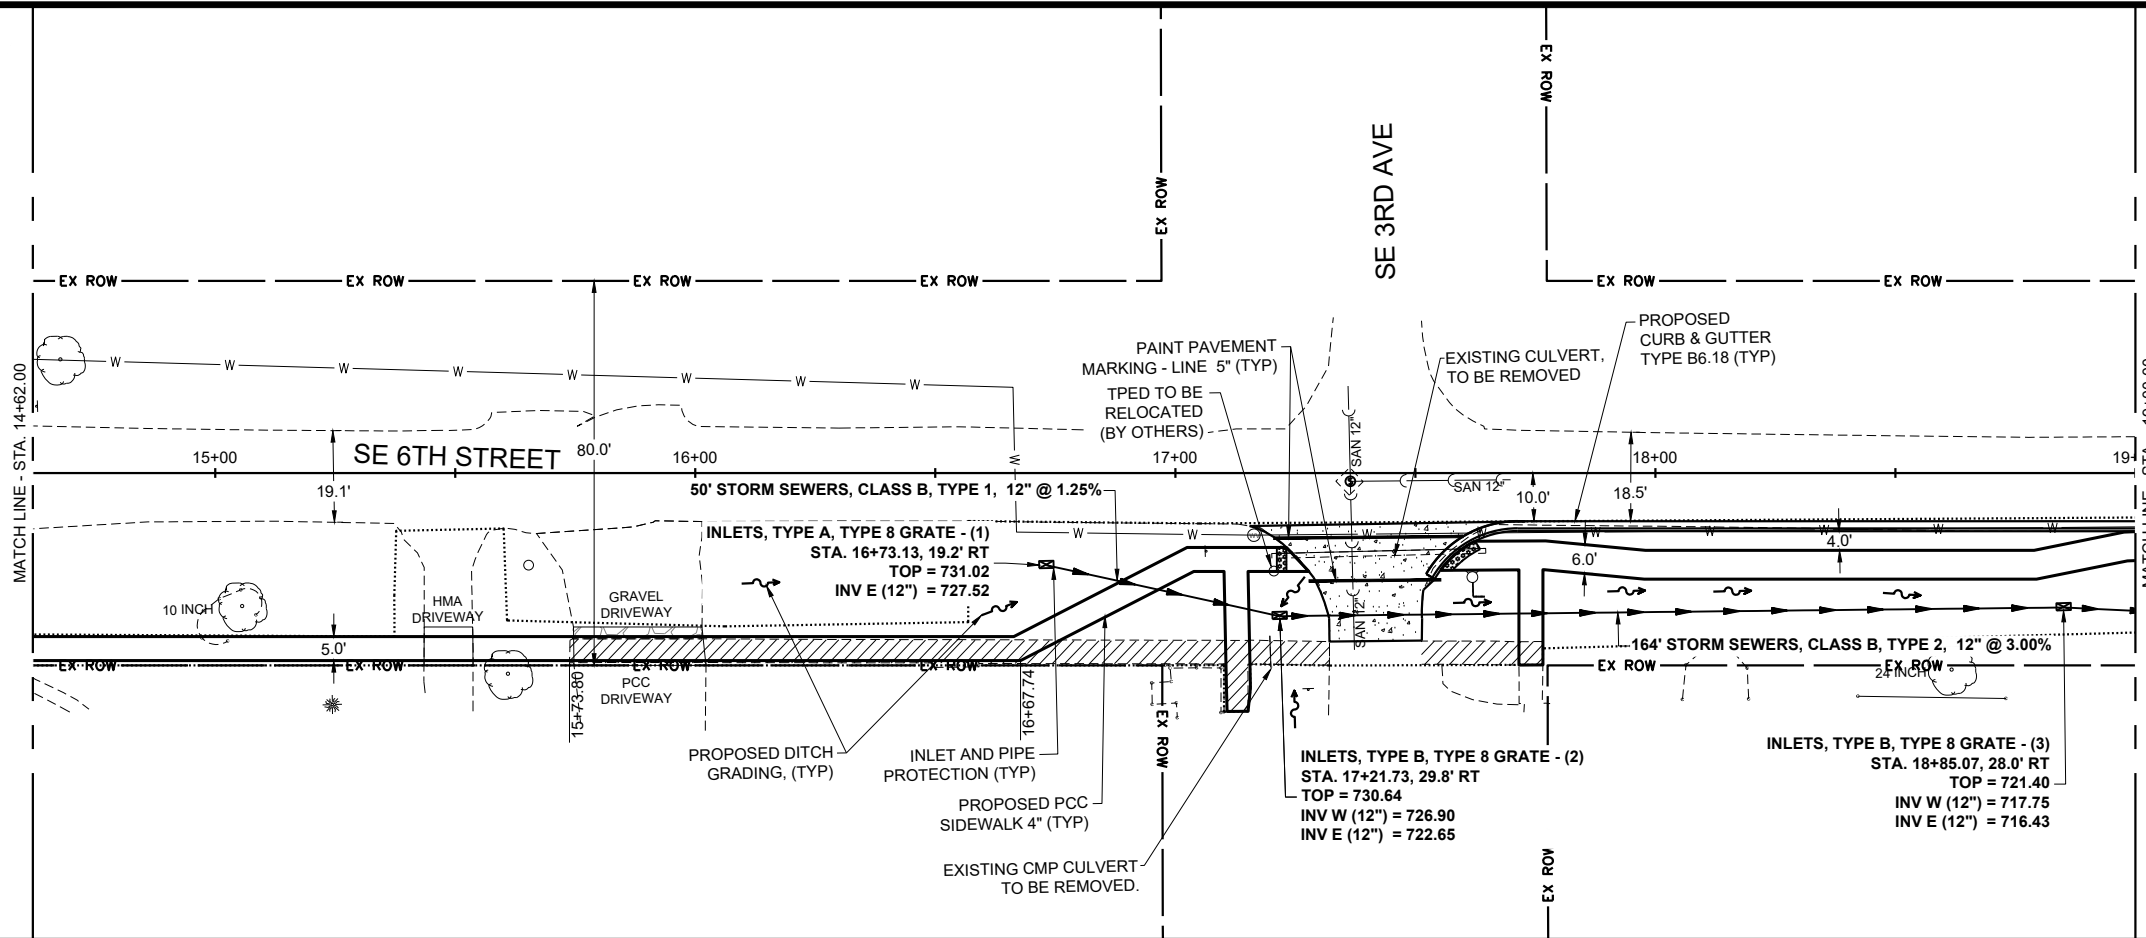 EX ROW
EX ROW
SE 3RD AVE
EX ROW
EX ROW
EX ROW
EX ROW
EX ROW
EX ROW
EX ROW
PROPOSED
CURB & GUTTER
TYPE B6.18 (TYP)
PAINT PAVEMENT
MARKING - LINE 5" (TYP)
EXISTING CULVERT,
TO BE REMOVED
TPED TO BE
RELOCATED
(BY OTHERS)
MATCH LINE - STA. 14+62.00
W
W
W
W
W
W
W
W
W
15+00
SE 6TH STREET
80.0'
16+00
17+00
SAN 12"
18+00
19+
19.1'
50' STORM SEWERS, CLASS B, TYPE 1, 12" @ 1.25%
SAN 12"
10.0'
18.5'
INLETS, TYPE A, TYPE 8 GRATE - (1)
STA. 16+73.13, 19.2' RT
TOP = 731.02
INV E (12") = 727.52
W
W
W
W
W
W
W
W
W
4.0'
6.0'
10 INCH
HMA
DRIVEWAY
GRAVEL
DRIVEWAY
SAN 12"
5.0'
164' STORM SEWERS, CLASS B, TYPE 2, 12" @ 3.00%
EX ROW
EX ROW
EX ROW
EX ROW
EX ROW
EX ROW
24 INCH
PCC
DRIVEWAY
15+73.80
16+67.74
EX ROW
PROPOSED DITCH
GRADING, (TYP)
INLET AND PIPE
PROTECTION (TYP)
PROPOSED PCC
SIDEWALK 4" (TYP)
EXISTING CMP CULVERT
TO BE REMOVED.
INLETS, TYPE B, TYPE 8 GRATE - (2)
STA. 17+21.73, 29.8' RT
TOP = 730.64
INV W (12") = 726.90
INV E (12") = 722.65
INLETS, TYPE B, TYPE 8 GRATE - (3)
STA. 18+85.07, 28.0' RT
TOP = 721.40
INV W (12") = 717.75
INV E (12") = 716.43
EX ROW
MATCH LINE - STA.